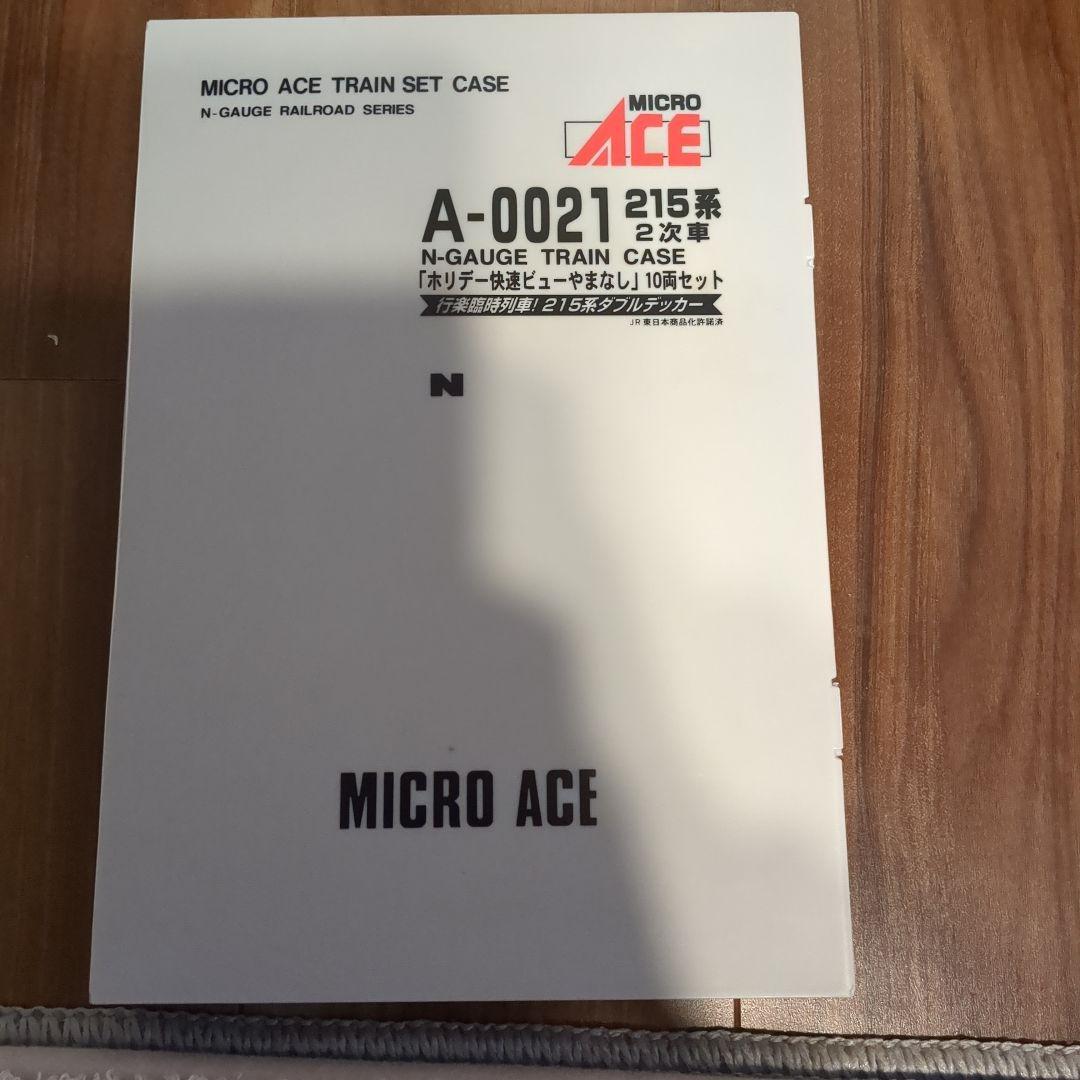 MICRO ACE TRAIN SET CASE
N-GAUGE RAILROAD SERIES
MICRO
ACE
A-0021 215系
2次車
N-GAUGE TRAIN CASE
「ホリデー快速ビューやまなし」10両セット
行楽臨時列車!215系ダブルデッカー
JR東日本商品化許諾済
N
MICRO ACE